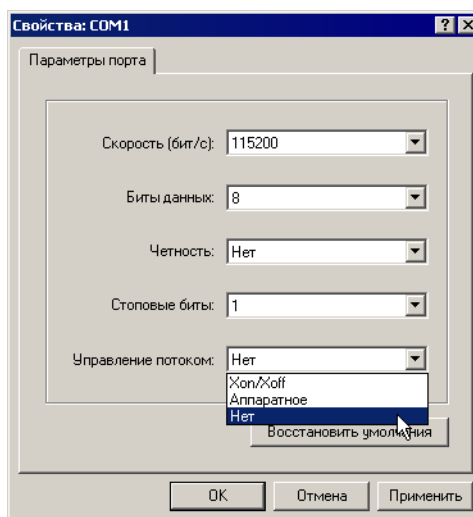 Свойства: COM1
Параметры порта
Скорость (бит/с): 115200
Биты данных: 8
Четность: Нет
Стоповые биты: 1
Управление потоком: Нет
Xon/Xoff
Аппаратное
Нет
Восстановить умолчания
OK Отмена Применить